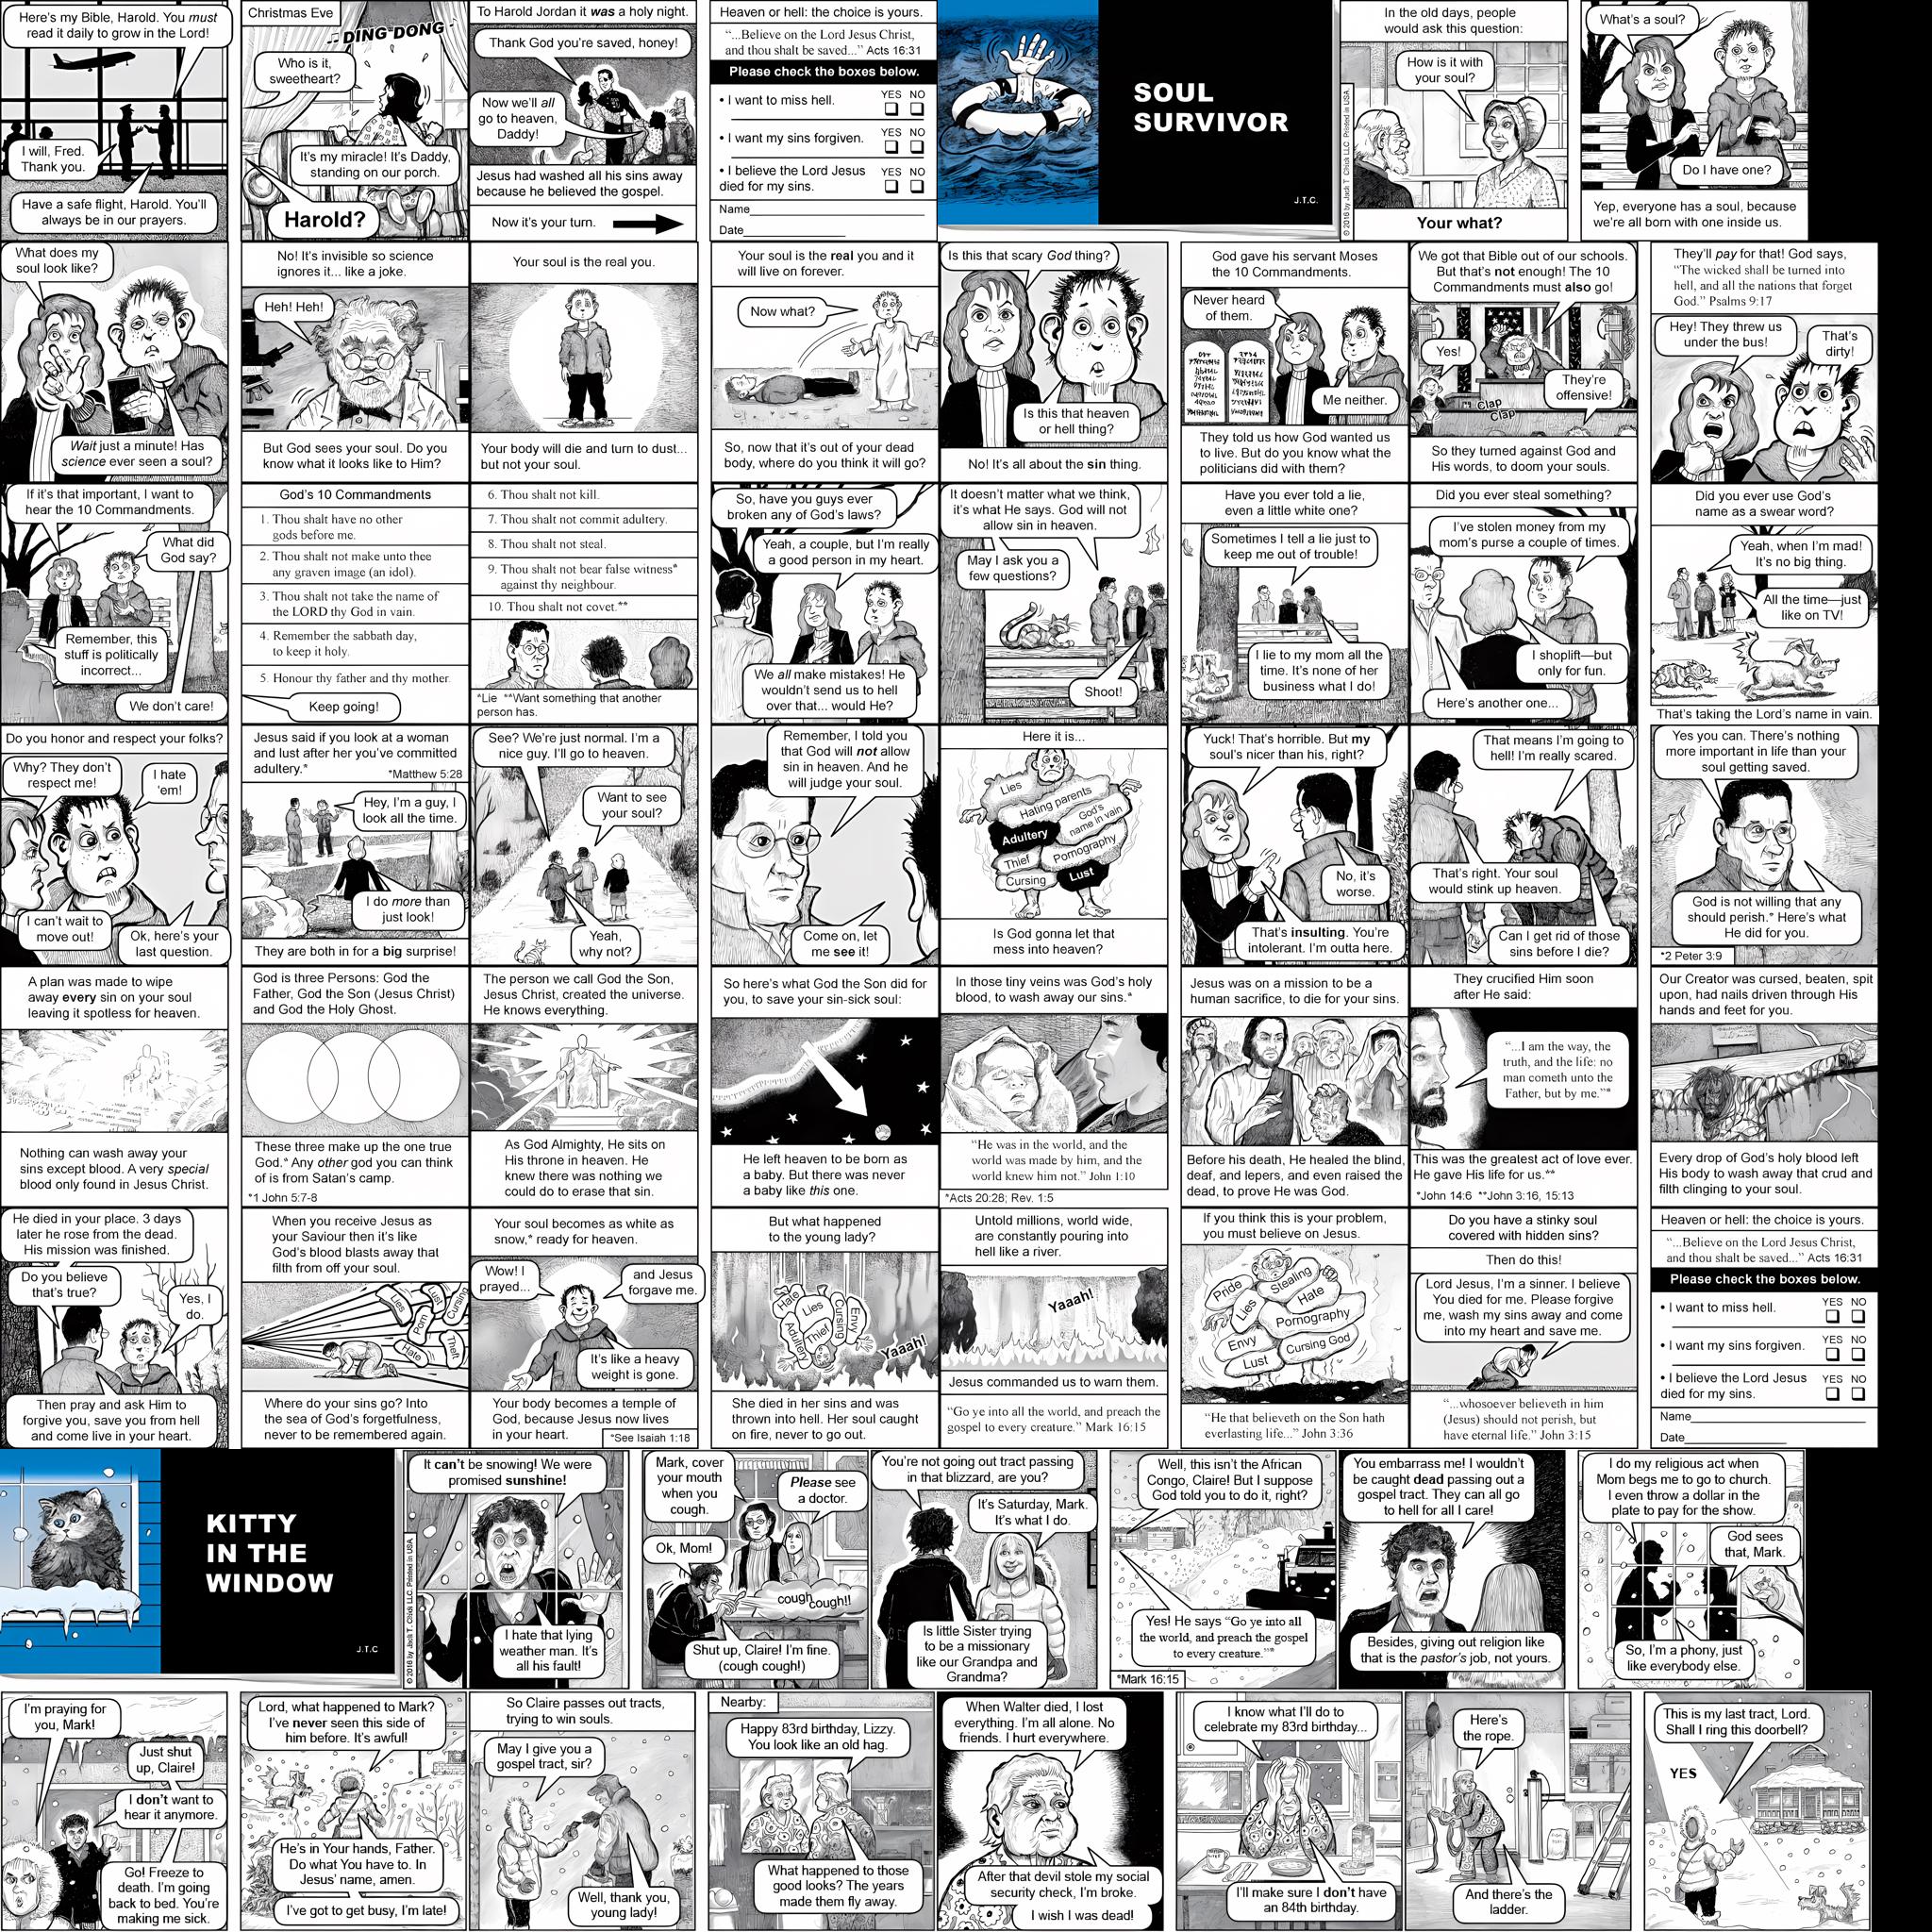 Here's my Bible, Harold. You must
read it daily to grow in the Lord!
I will, Fred.
Thank you.
Have a safe flight, Harold. You'll
always be in our prayers.
Christmas Eve
DING DONG
Who is it,
sweetheart?
It's my miracle! It's Daddy,
standing on our porch.
Harold?
To Harold Jordan it was a holy night.
Thank God you're saved, honey!
Now we'll all
go to heaven,
Daddy!
Jesus had washed all his sins away
because he believed the gospel.
Now it's your turn.
Heaven or hell: the choice is yours.
“...Believe on the Lord Jesus Christ,
and thou shalt be saved...” Acts 16:31
Please check the boxes below.
YES NO
• I want to miss hell.
YES NO
• I want my sins forgiven.
YES NO
• I believe the Lord Jesus
died for my sins.
Name
Date
SOUL
SURVIVOR
J.T.C.
© 2016 by Jack T. Chick LLC. Printed in USA.
In the old days, people
would ask this question:
How is it with
your soul?
Your what?
What's a soul?
Do I have one?
Yep, everyone has a soul, because
we're all born with one inside us.
What does my
soul look like?
Wait just a minute! Has
science ever seen a soul?
No! It's invisible so science
ignores it... like a joke.
Heh! Heh!
But God sees your soul. Do you
know what it looks like to Him?
Your soul is the real you.
Your body will die and turn to dust...
but not your soul.
Your soul is the real you and it
will live on forever.
Now what?
So, now that it's out of your dead
body, where do you think it will go?
Is this that scary God thing?
Is this that heaven
or hell thing?
No! It's all about the sin thing.
God gave his servant Moses
the 10 Commandments.
Never heard
of them.
Me neither.
They told us how God wanted us
to live. But do you know what the
politicians did with them?
We got that Bible out of our schools.
But that's not enough! The 10
Commandments must also go!
Yes!
They're
offensive!
Clap
Clap
So they turned against God and
His words, to doom your souls.
They'll pay for that! God says,
“The wicked shall be turned into
hell, and all the nations that forget
God.” Psalms 9:17
Hey! They threw us
under the bus!
That's
dirty!
If it's that important, I want to
hear the 10 Commandments.
What did
God say?
Remember, this
stuff is politically
incorrect...
We don't care!
God's 10 Commandments
1. Thou shalt have no other
gods before me.
2. Thou shalt not make unto thee
any graven image (an idol).
3. Thou shalt not take the name of
the LORD thy God in vain.
4. Remember the sabbath day,
to keep it holy.
5. Honour thy father and thy mother.
Keep going!
6. Thou shalt not kill.
7. Thou shalt not commit adultery.
8. Thou shalt not steal.
9. Thou shalt not bear false witness*
against thy neighbour.
10. Thou shalt not covet.**
*Lie **Want something that another
person has.
So, have you guys ever
broken any of God's laws?
Yeah, a couple, but I'm really
a good person in my heart.
We all make mistakes! He
wouldn't send us to hell
over that... would He?
It doesn't matter what we think,
it's what He says. God will not
allow sin in heaven.
May I ask you a
few questions?
Shoot!
Have you ever told a lie,
even a little white one?
Sometimes I tell a lie just to
keep me out of trouble!
I lie to my mom all the
time. It's none of her
business what I do!
Did you ever steal something?
I've stolen money from my
mom's purse a couple of times.
I shoplift—but
only for fun.
Here's another one...
Did you ever use God's
name as a swear word?
Yeah, when I'm mad!
It's no big thing.
All the time—just
like on TV!
That's taking the Lord's name in vain.
Do you honor and respect your folks?
Why? They don't
respect me!
I hate
'em!
I can't wait to
move out!
Ok, here's your
last question.
Jesus said if you look at a woman
and lust after her you've committed
adultery.*
*Matthew 5:28
Hey, I'm a guy, I
look all the time.
I do more than
just look!
They are both in for a big surprise!
See? We're just normal. I'm a
nice guy. I'll go to heaven.
Want to see
your soul?
Yeah,
why not?
Remember, I told you
that God will not allow
sin in heaven. And he
will judge your soul.
Come on, let
me see it!
Here it is...
Lies
Hating parents
Adultery
God's
name in vain
Thief
Pornography
Cursing
Lust
Is God gonna let that
mess into heaven?
Yuck! That's horrible. But my
soul's nicer than his, right?
No, it's
worse.
That's insulting. You're
intolerant. I'm outta here.
That means I'm going to
hell! I'm really scared.
That's right. Your soul
would stink up heaven.
Can I get rid of those
sins before I die?
Yes you can. There's nothing
more important in life than your
soul getting saved.
God is not willing that any
should perish.* Here's what
He did for you.
*2 Peter 3:9
A plan was made to wipe
away every sin on your soul
leaving it spotless for heaven.
Nothing can wash away your
sins except blood. A very special
blood only found in Jesus Christ.
God is three Persons: God the
Father, God the Son (Jesus Christ)
and God the Holy Ghost.
These three make up the one true
God.* Any other god you can think
of is from Satan's camp.
*1 John 5:7-8
The person we call God the Son,
Jesus Christ, created the universe.
He knows everything.
As God Almighty, He sits on
His throne in heaven. He
knew there was nothing we
could do to erase that sin.
So here's what God the Son did for
you, to save your sin-sick soul:
He left heaven to be born as
a baby. But there was never
a baby like this one.
In those tiny veins was God's holy
blood, to wash away our sins.*
“He was in the world, and the
world was made by him, and the
world knew him not.” John 1:10
*Acts 20:28; Rev. 1:5
Jesus was on a mission to be a
human sacrifice, to die for your sins.
Before his death, He healed the blind,
deaf, and lepers, and even raised the
dead, to prove He was God.
They crucified Him soon
after He said:
“...I am the way, the
truth, and the life: no
man cometh unto the
Father, but by me.”*
This was the greatest act of love ever.
He gave His life for us.**
*John 14:6 **John 3:16, 15:13
Our Creator was cursed, beaten, spit
upon, had nails driven through His
hands and feet for you.
Every drop of God's holy blood left
His body to wash away that crud and
filth clinging to your soul.
He died in your place. 3 days
later he rose from the dead.
His mission was finished.
Do you believe
that's true?
Yes, I
do.
Then pray and ask Him to
forgive you, save you from hell
and come live in your heart.
When you receive Jesus as
your Saviour then it's like
God's blood blasts away that
filth from off your soul.
Lies
Lust
Cursing
Porn
Hate
Theft
Where do your sins go? Into
the sea of God's forgetfulness,
never to be remembered again.
Your soul becomes as white as
snow,* ready for heaven.
Wow! I
prayed...
and Jesus
forgave me.
It's like a heavy
weight is gone.
Your body becomes a temple of
God, because Jesus now lives
in your heart.
*See Isaiah 1:18
But what happened
to the young lady?
Hate
Lies
Cursing
Envy
Adultery
Thief
Yaaah!
She died in her sins and was
thrown into hell. Her soul caught
on fire, never to go out.
Untold millions, world wide,
are constantly pouring into
hell like a river.
Yaaah!
Jesus commanded us to warn them.
“Go ye into all the world, and preach the
gospel to every creature.” Mark 16:15
If you think this is your problem,
you must believe on Jesus.
Pride
Stealing
Lies
Hate
Pornography
Envy
Cursing God
Lust
“He that believeth on the Son hath
everlasting life...” John 3:36
Do you have a stinky soul
covered with hidden sins?
Then do this!
Lord Jesus, I'm a sinner. I believe
You died for me. Please forgive
me, wash my sins away and come
into my heart and save me.
“...whosoever believeth in him
(Jesus) should not perish, but
have eternal life.” John 3:15
Heaven or hell: the choice is yours.
“...Believe on the Lord Jesus Christ,
and thou shalt be saved...” Acts 16:31
Please check the boxes below.
YES NO
• I want to miss hell.
YES NO
• I want my sins forgiven.
YES NO
• I believe the Lord Jesus
died for my sins.
Name
Date
KITTY
IN THE
WINDOW
J.T.C
© 2016 by Jack T. Chick LLC. Printed in USA.
It can't be snowing! We were
promised sunshine!
I hate that lying
weather man. It's
all his fault!
Mark, cover
your mouth
when you
cough.
Please see
a doctor.
Ok, Mom!
cough
cough!!
Shut up, Claire! I'm fine.
(cough cough!)
You're not going out tract passing
in that blizzard, are you?
It's Saturday, Mark.
It's what I do.
Is little Sister trying
to be a missionary
like our Grandpa and
Grandma?
Well, this isn't the African
Congo, Claire! But I suppose
God told you to do it, right?
Yes! He says “Go ye into all
the world, and preach the gospel
to every creature.”*
*Mark 16:15
You embarrass me! I wouldn't
be caught dead passing out a
gospel tract. They can all go
to hell for all I care!
Besides, giving out religion like
that is the pastor's job, not yours.
I do my religious act when
Mom begs me to go to church.
I even throw a dollar in the
plate to pay for the show.
God sees
that, Mark.
So, I'm a phony, just
like everybody else.
I'm praying for
you, Mark!
Just shut
up, Claire!
I don't want to
hear it anymore.
Go! Freeze to
death. I'm going
back to bed. You're
making me sick.
Lord, what happened to Mark?
I've never seen this side of
him before. It's awful!
He's in Your hands, Father.
Do what You have to. In
Jesus' name, amen.
I've got to get busy, I'm late!
So Claire passes out tracts,
trying to win souls.
May I give you a
gospel tract, sir?
Well, thank you,
young lady!
Nearby:
Happy 83rd birthday, Lizzy.
You look like an old hag.
What happened to those
good looks? The years
made them fly away.
When Walter died, I lost
everything. I'm all alone. No
friends. I hurt everywhere.
After that devil stole my social
security check, I'm broke.
I wish I was dead!
I know what I'll do to
celebrate my 83rd birthday...
I'll make sure I don't have
an 84th birthday.
Here's
the rope.
And there's the
ladder.
This is my last tract, Lord.
Shall I ring this doorbell?
YES